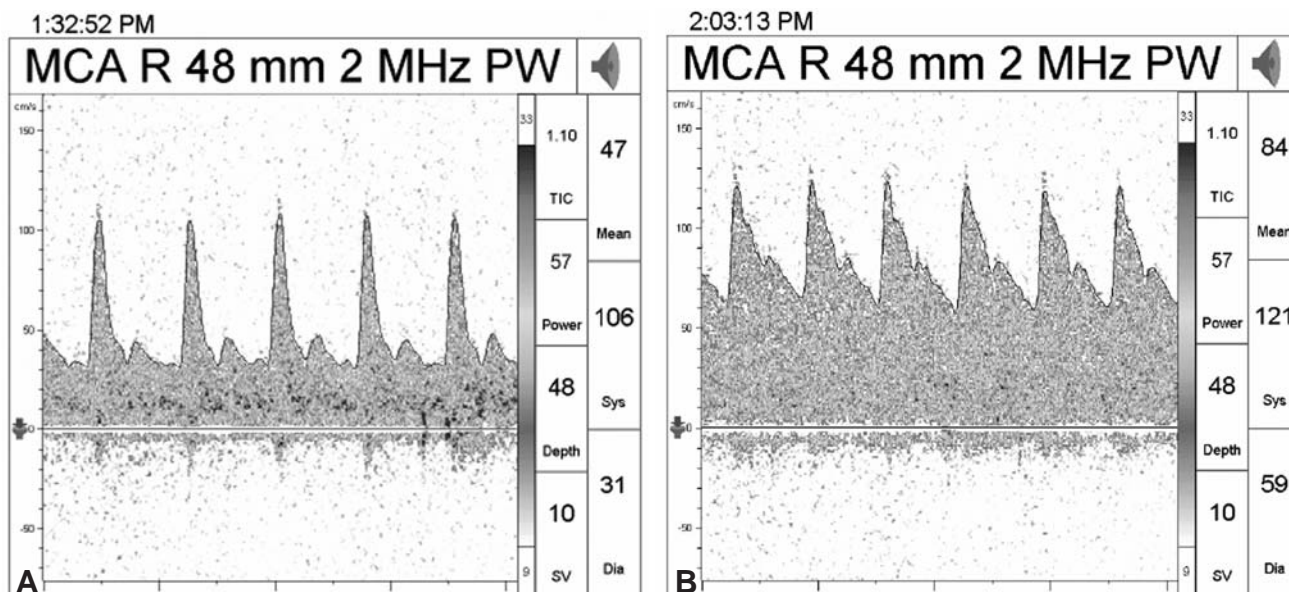 1:32:52 PM
MCA R 48 mm 2 MHz PW
cm/s
150
100
50
0
-50
33
9
1.10
TIC
57
Power
48
Depth
10
SV
47
Mean
106
Sys
31
Dia
A
2:03:13 PM
MCA R 48 mm 2 MHz PW
cm/s
150
100
50
0
-50
33
9
1.10
TIC
57
Power
48
Depth
10
SV
84
Mean
121
Sys
59
Dia
B